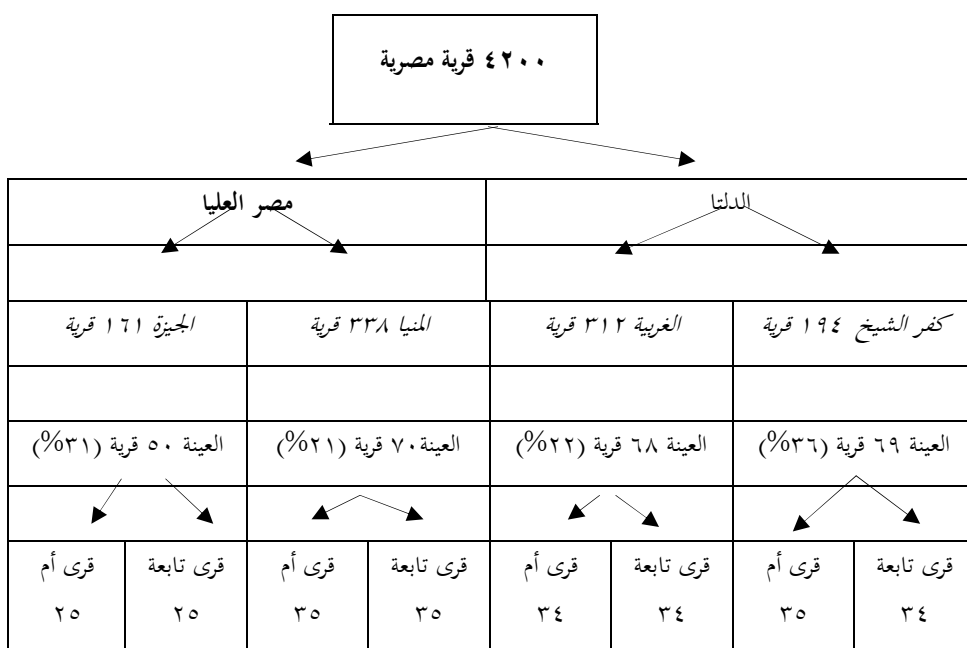 ٤٢٠٠ قرية مصرية
الدلتا
مصر العليا
كفر الشيخ ١٩٤ قرية
الغربية ٣١٢ قرية
المنيا ٣٣٨ قرية
الجيزة ١٦١ قرية
العينة ٦٩ قرية (٣٦%)
العينة ٦٨ قرية (٢٢%)
العينة٧٠ قرية (٢١%)
العينة ٥٠ قرية (٣١%)
قرى تابعة
٣٤
قرى أم
٣٥
قرى تابعة
٣٤
قرى أم
٣٤
قرى تابعة
٣٥
قرى أم
٣٥
قرى تابعة
٢٥
قرى أم
٢٥